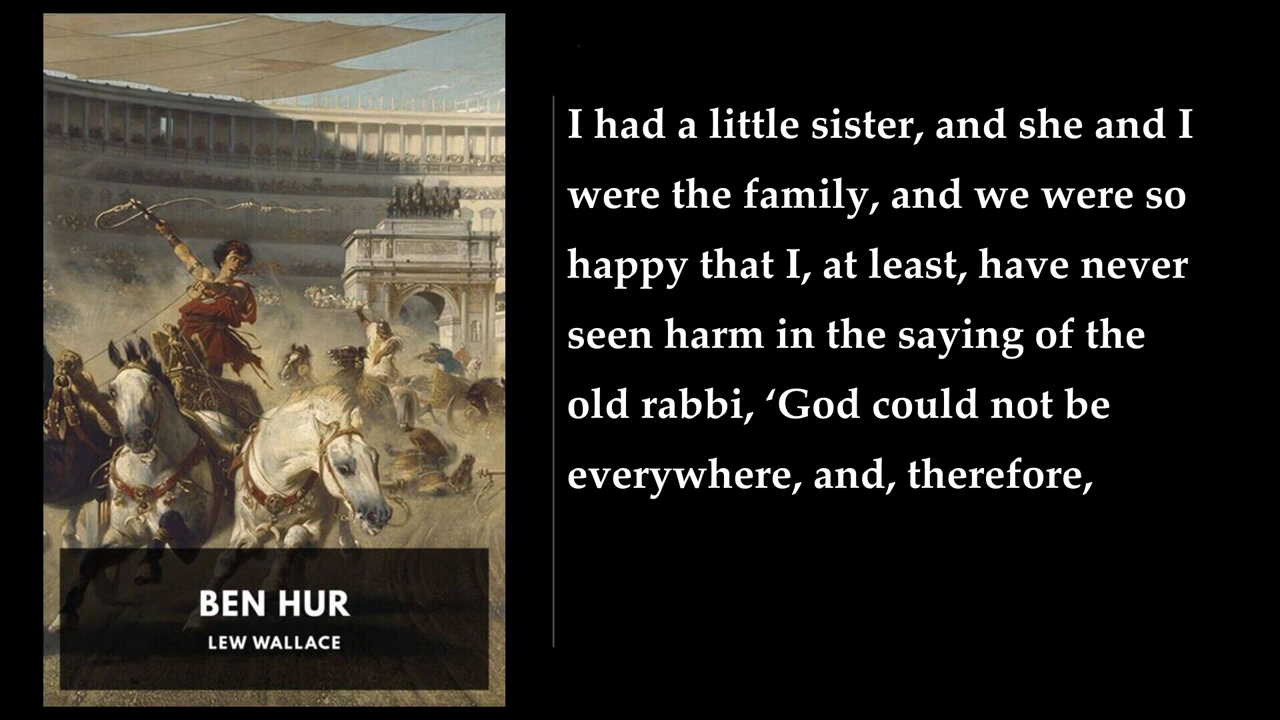 I had a little sister, and she and I
were the family, and we were so
happy that I, at least, have never
seen harm in the saying of the
old rabbi, ‘God could not be
everywhere, and, therefore,
BEN HUR
LEW WALLACE